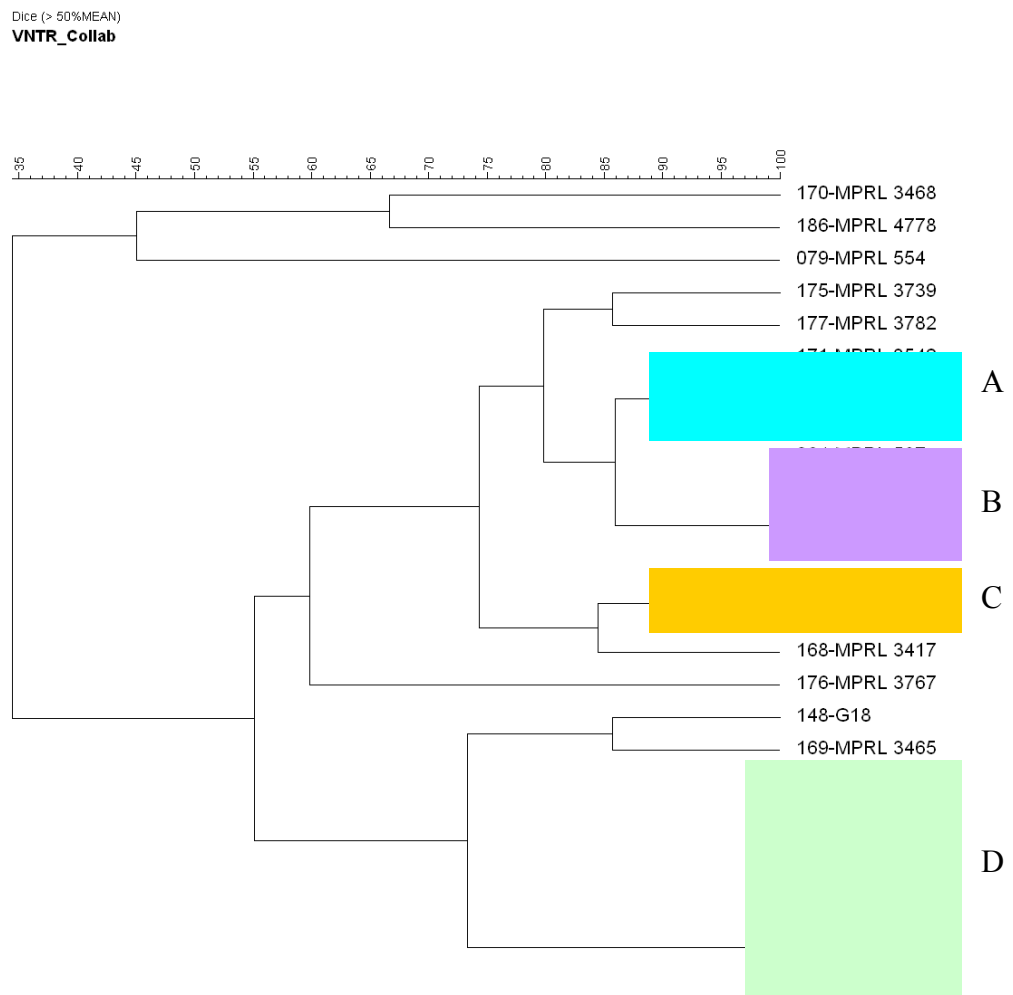 Dice (> 50%MEAN)
VNTR_Collab
35 40 45 50 55 60 65 70 75 80 85 90 95 100
170-MPRL 3468
186-MPRL 4778
079-MPRL 554
175-MPRL 3739
177-MPRL 3782
A
B
C
168-MPRL 3417
176-MPRL 3767
148-G18
169-MPRL 3465
D